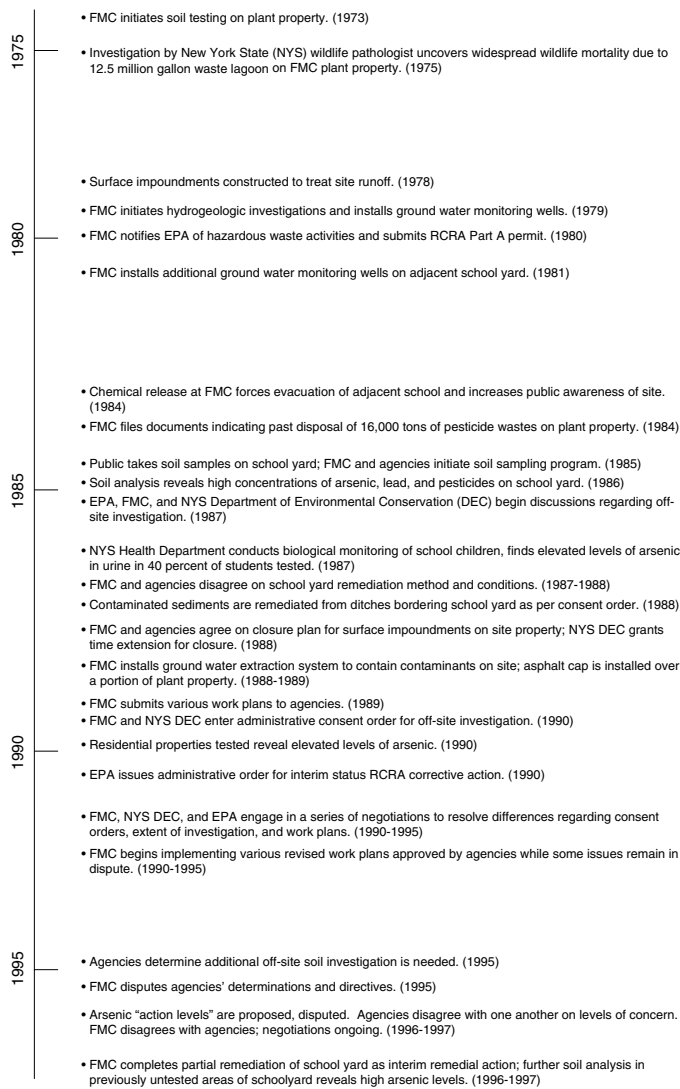 • FMC initiates soil testing on plant property. (1973)
1975
• Investigation by New York State (NYS) wildlife pathologist uncovers widespread wildlife mortality due to
12.5 million gallon waste lagoon on FMC plant property. (1975)
• Surface impoundments constructed to treat site runoff. (1978)
• FMC initiates hydrogeologic investigations and installs ground water monitoring wells. (1979)
1980
• FMC notifies EPA of hazardous waste activities and submits RCRA Part A permit. (1980)
• FMC installs additional ground water monitoring wells on adjacent school yard. (1981)
• Chemical release at FMC forces evacuation of adjacent school and increases public awareness of site.
(1984)
• FMC files documents indicating past disposal of 16,000 tons of pesticide wastes on plant property. (1984)
• Public takes soil samples on school yard; FMC and agencies initiate soil sampling program. (1985)
1985
• Soil analysis reveals high concentrations of arsenic, lead, and pesticides on school yard. (1986)
• EPA, FMC, and NYS Department of Environmental Conservation (DEC) begin discussions regarding off-
site investigation. (1987)
• NYS Health Department conducts biological monitoring of school children, finds elevated levels of arsenic
in urine in 40 percent of students tested. (1987)
• FMC and agencies disagree on school yard remediation method and conditions. (1987-1988)
• Contaminated sediments are remediated from ditches bordering school yard as per consent order. (1988)
• FMC and agencies agree on closure plan for surface impoundments on site property; NYS DEC grants
time extension for closure. (1988)
• FMC installs ground water extraction system to contain contaminants on site; asphalt cap is installed over
a portion of plant property. (1988-1989)
• FMC submits various work plans to agencies. (1989)
• FMC and NYS DEC enter administrative consent order for off-site investigation. (1990)
1990
• Residential properties tested reveal elevated levels of arsenic. (1990)
• EPA issues administrative order for interim status RCRA corrective action. (1990)
• FMC, NYS DEC, and EPA engage in a series of negotiations to resolve differences regarding consent
orders, extent of investigation, and work plans. (1990-1995)
• FMC begins implementing various revised work plans approved by agencies while some issues remain in
dispute. (1990-1995)
1995
• Agencies determine additional off-site soil investigation is needed. (1995)
• FMC disputes agencies’ determinations and directives. (1995)
• Arsenic “action levels” are proposed, disputed. Agencies disagree with one another on levels of concern.
FMC disagrees with agencies; negotiations ongoing. (1996-1997)
• FMC completes partial remediation of school yard as interim remedial action; further soil analysis in
previously untested areas of schoolyard reveals high arsenic levels. (1996-1997)